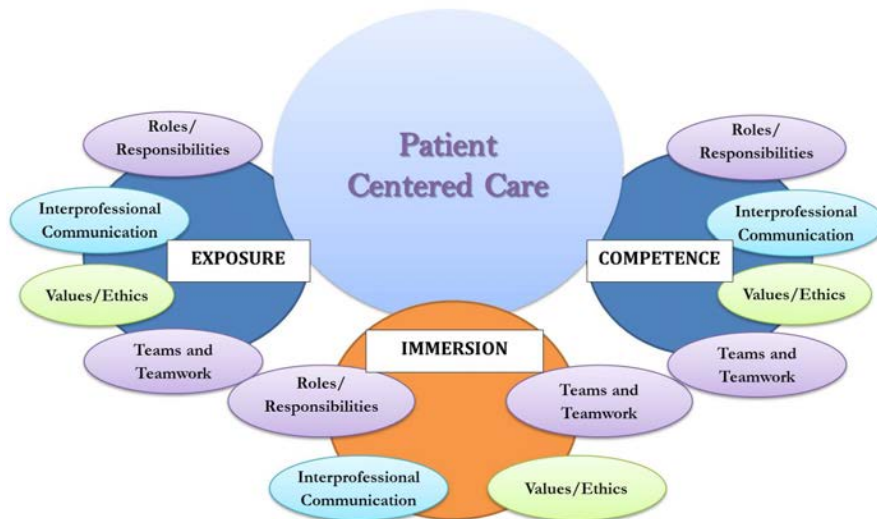 Patient
Centered Care
EXPOSURE
Roles/
Responsibilities
Interprofessional
Communication
Values/Ethics
Teams and
Teamwork
IMMERSION
Roles/
Responsibilities
Interprofessional
Communication
Values/Ethics
Teams and
Teamwork
COMPETENCE
Roles/
Responsibilities
Interprofessional
Communication
Values/Ethics
Teams and
Teamwork